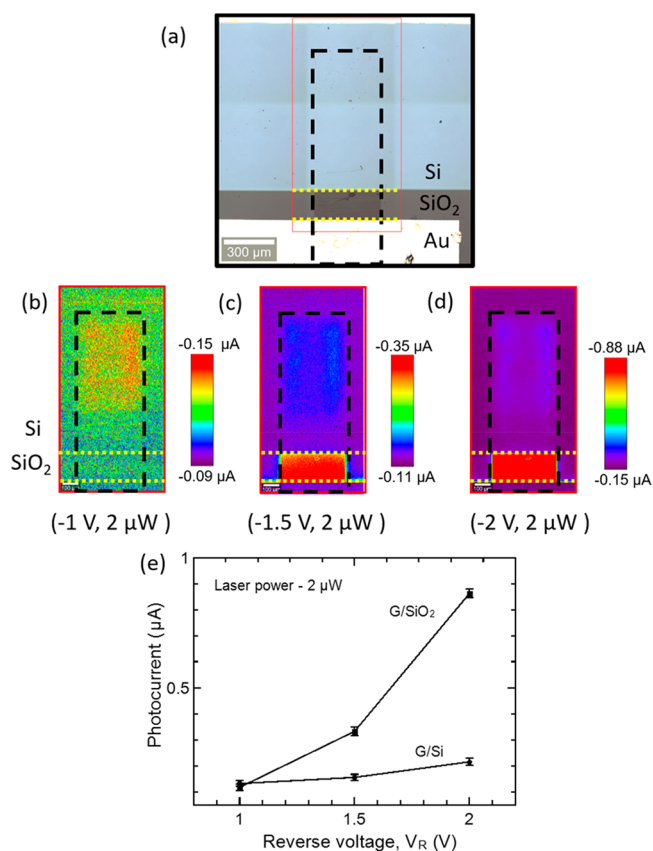 (a)
Si
SiO2
Au
300 μm
(b)
(c)
(d)
-0.15 μA
-0.35 μA
-0.88 μA
Si
SiO2
-0.09 μA
-0.11 μA
-0.15 μA
100 μm
(-1 V, 2 μW )
(-1.5 V, 2 μW )
(-2 V, 2 μW )
(e)
1
Laser power - 2 μW
G/SiO2
Photocurrent (μA)
0.5
G/Si
1
1.5
2
Reverse voltage, VR (V)